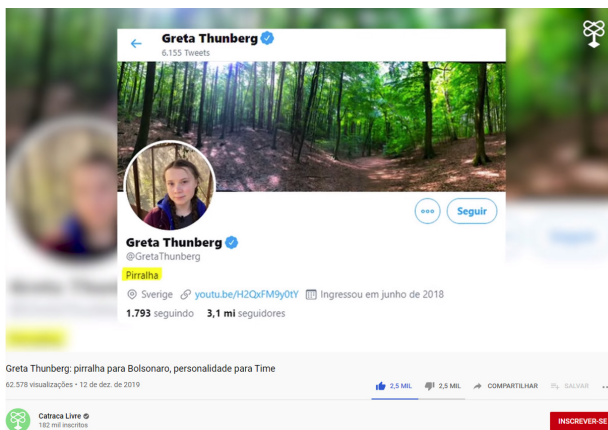 Greta Thunberg
6.155 Tweets
Seguir
Greta Thunberg
@GretaThunberg
Pirralha
Sverige youtu.be/H2QxFM9y0tY Ingressou em junho de 2018
1.793 seguindo 3,1 mi seguidores
Greta Thunberg: pirralha para Bolsonaro, personalidade para Time
62.578 visualizações • 12 de dez. de 2019
2,5 MIL 2,5 MIL COMPARTILHAR SALVAR
Catraca Livre
182 mil inscritos
INSCREVER-SE